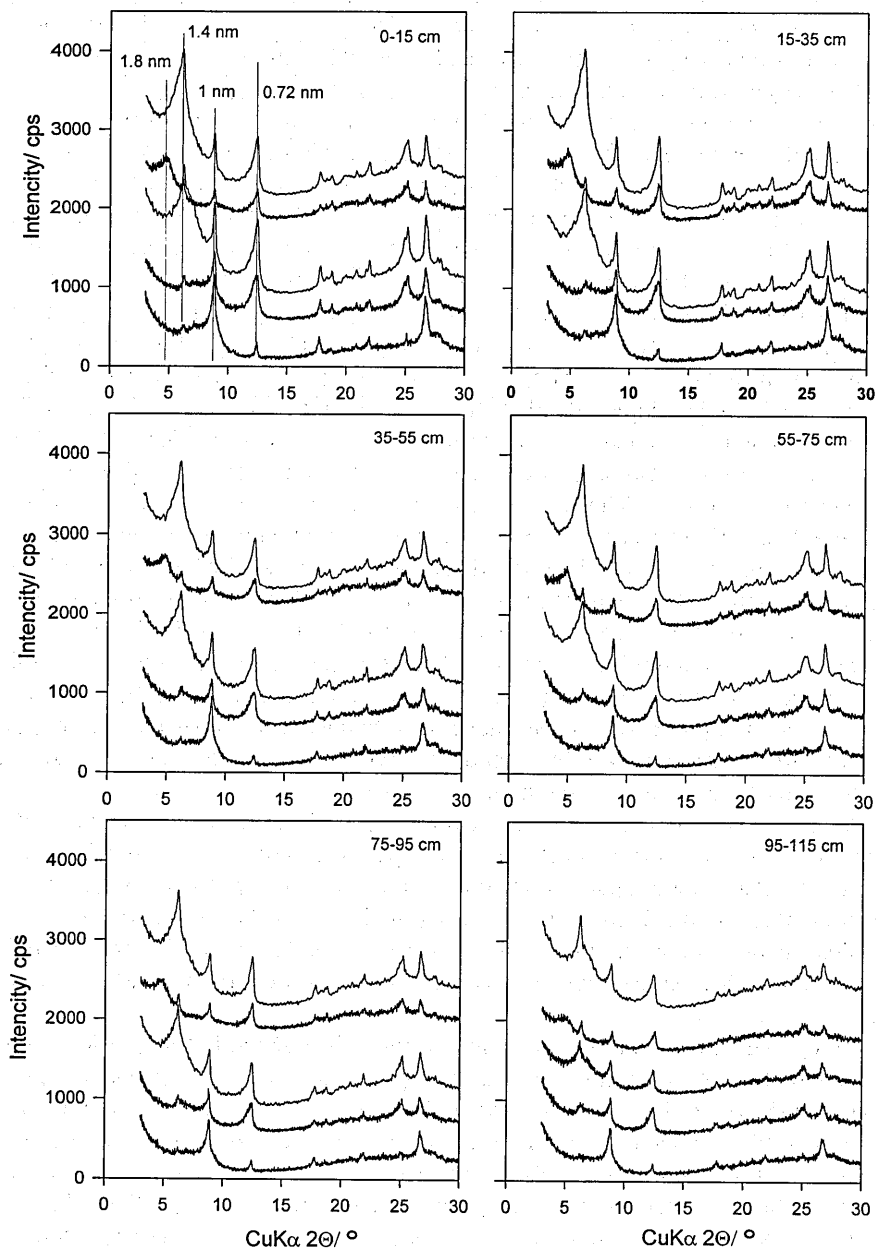 0-15 cm
15-35 cm
1.4 nm
1.8 nm
1 nm
0.72 nm
4000
3000
2000
1000
0
Intencity/ cps
0 5 10 15 20 25 30
0 5 10 15 20 25 30
35-55 cm
55-75 cm
4000
3000
2000
1000
0
Intencity/ cps
0 5 10 15 20 25 30
0 5 10 15 20 25 30
75-95 cm
95-115 cm
4000
3000
2000
1000
0
Intencity/ cps
0 5 10 15 20 25 30
0 5 10 15 20 25 30
CuKα 2Θ/ °
CuKα 2Θ/ °